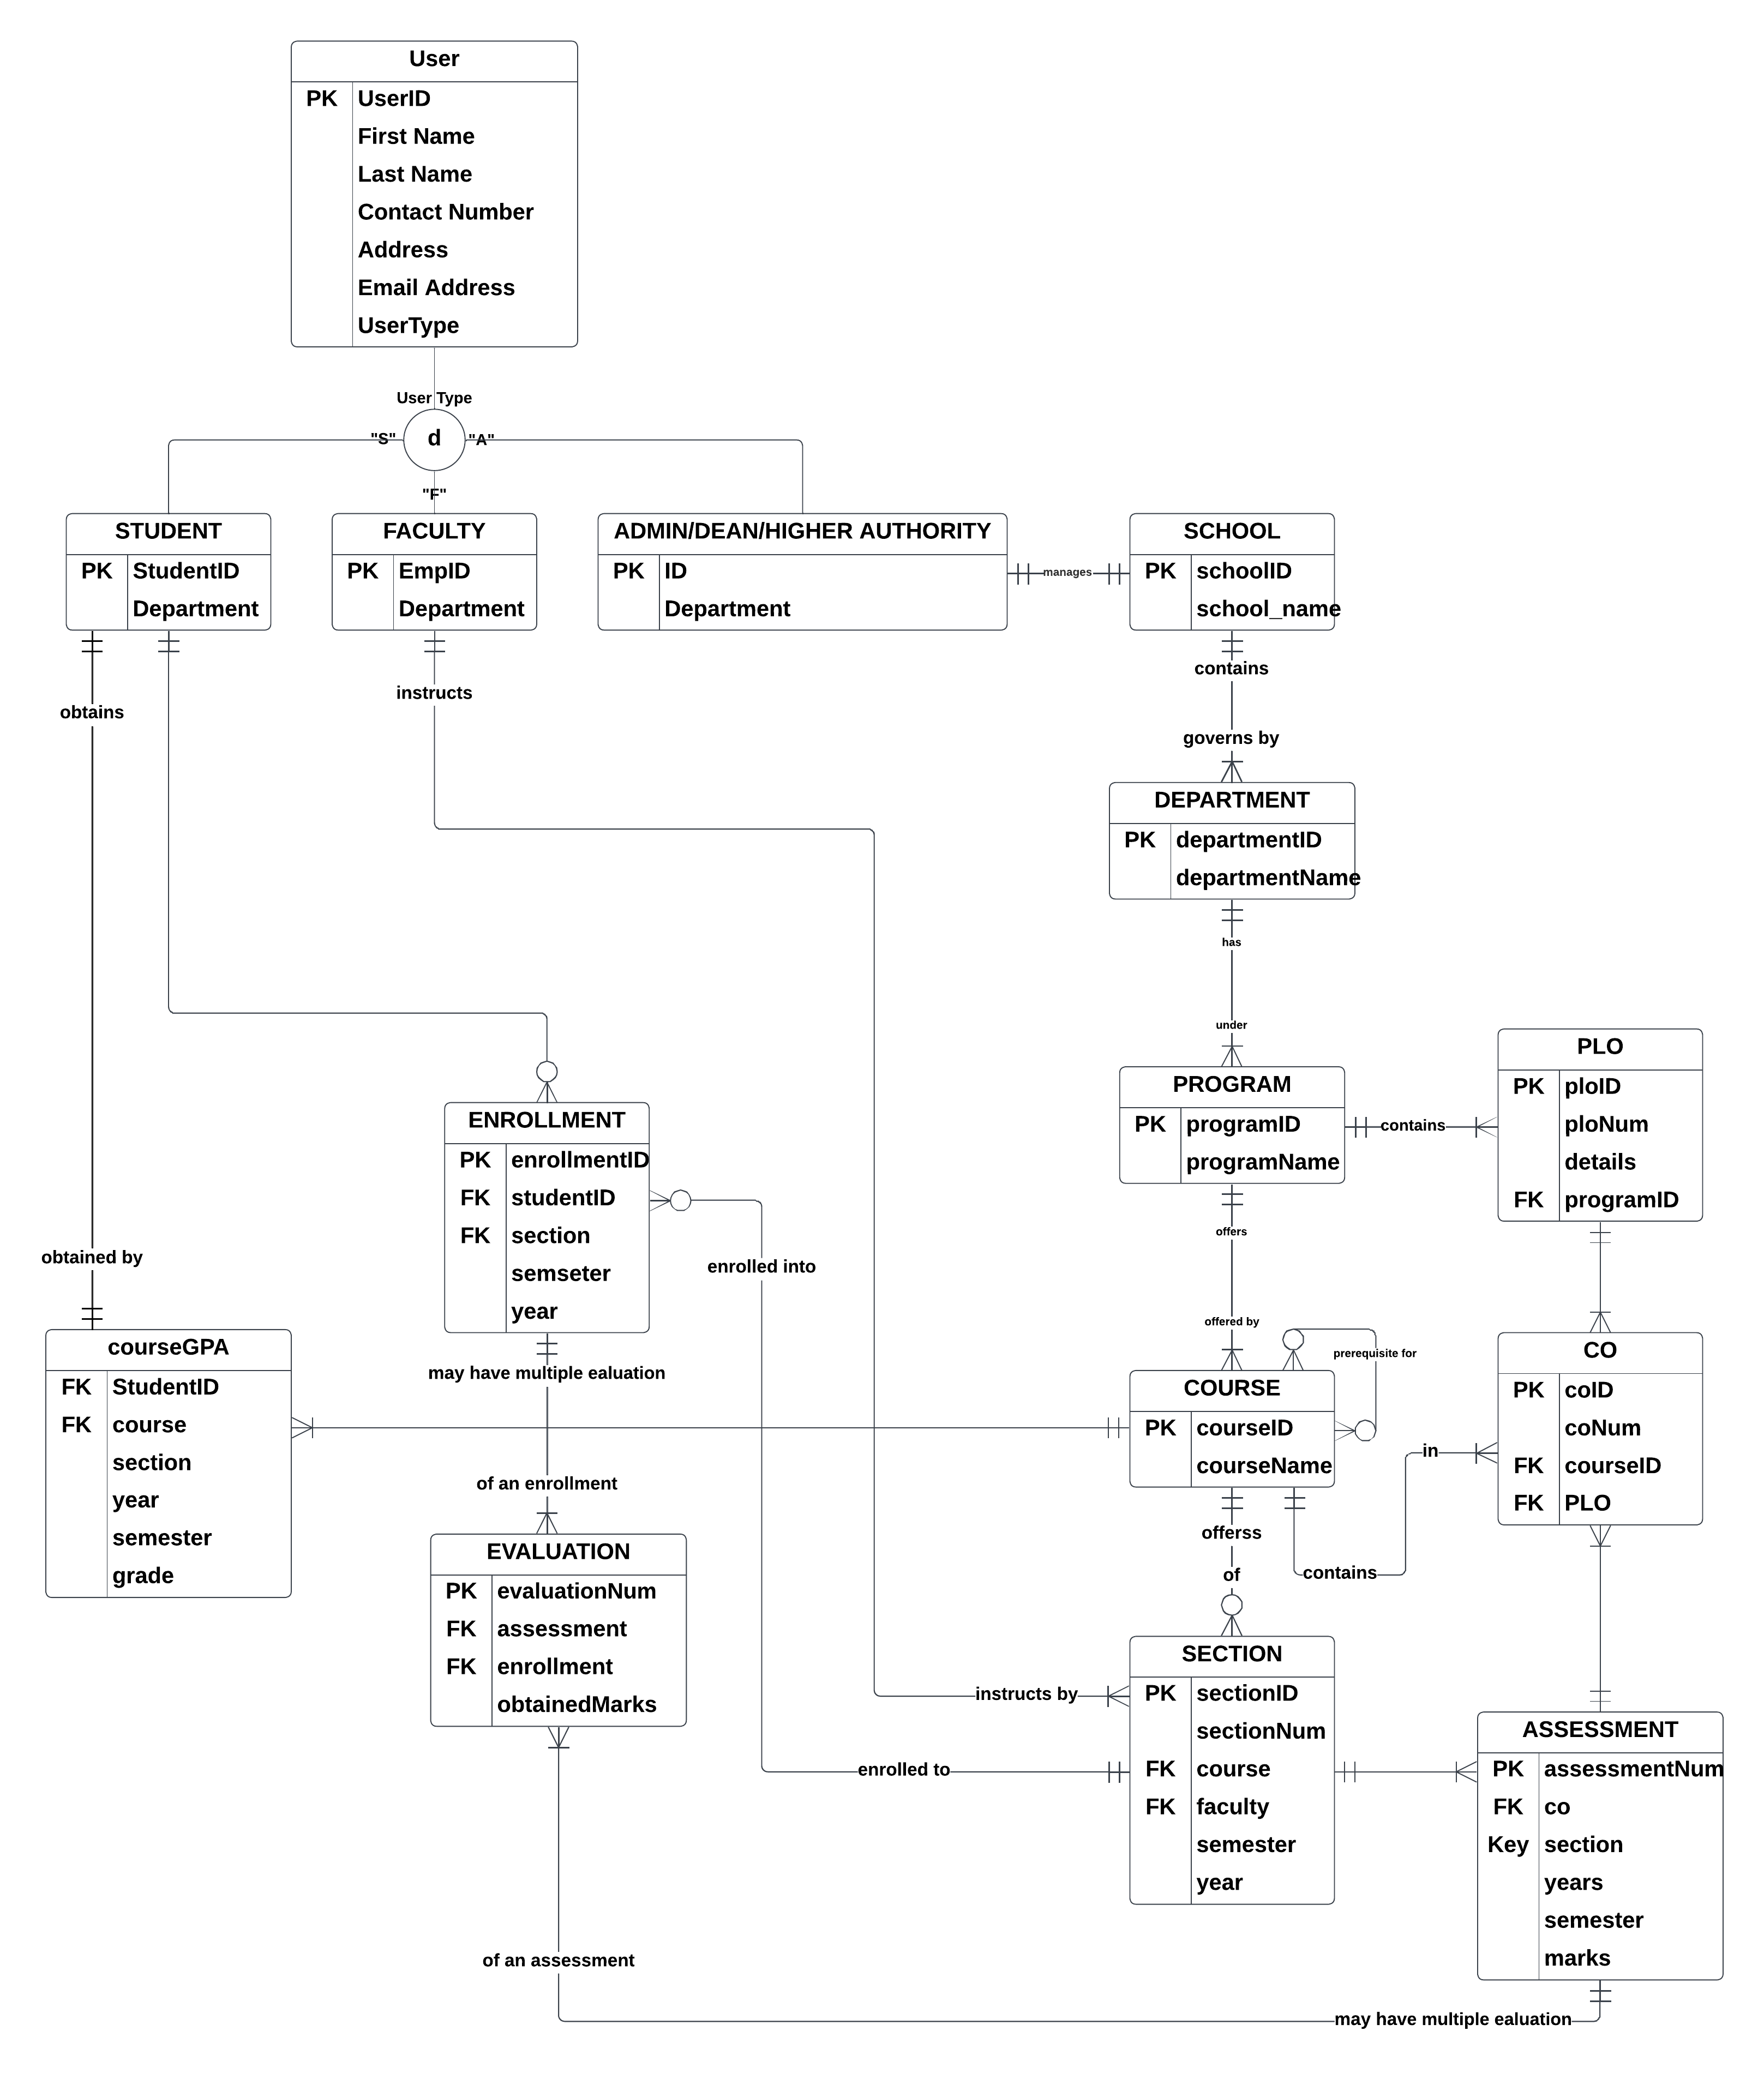 User
PK UserID
First Name
Last Name
Contact Number
Address
Email Address
UserType
User Type
"S" d "A"
"F"
STUDENT
PK StudentID
Department
FACULTY
PK EmpID
Department
ADMIN/DEAN/HIGHER AUTHORITY
PK ID
Department
manages
SCHOOL
PK schoolID
school_name
contains
governs by
obtains
instructs
DEPARTMENT
PK departmentID
departmentName
has
under
PROGRAM
PK programID
programName
contains
PLO
PK ploID
ploNum
details
FK programID
ENROLLMENT
PK enrollmentID
FK studentID
FK section
semseter
year
enrolled into
obtained by
offers
offered by
prerequisite for
courseGPA
FK StudentID
FK course
section
year
semester
grade
may have multiple ealuation
of an enrollment
COURSE
PK courseID
courseName
CO
PK coID
coNum
FK courseID
FK PLO
in
contains
offerss
of
EVALUATION
PK evaluationNum
FK assessment
FK enrollment
obtainedMarks
instructs by
enrolled to
SECTION
PK sectionID
sectionNum
FK course
FK faculty
semester
year
ASSESSMENT
PK assessmentNum
FK co
Key section
years
semester
marks
of an assessment
may have multiple ealuation